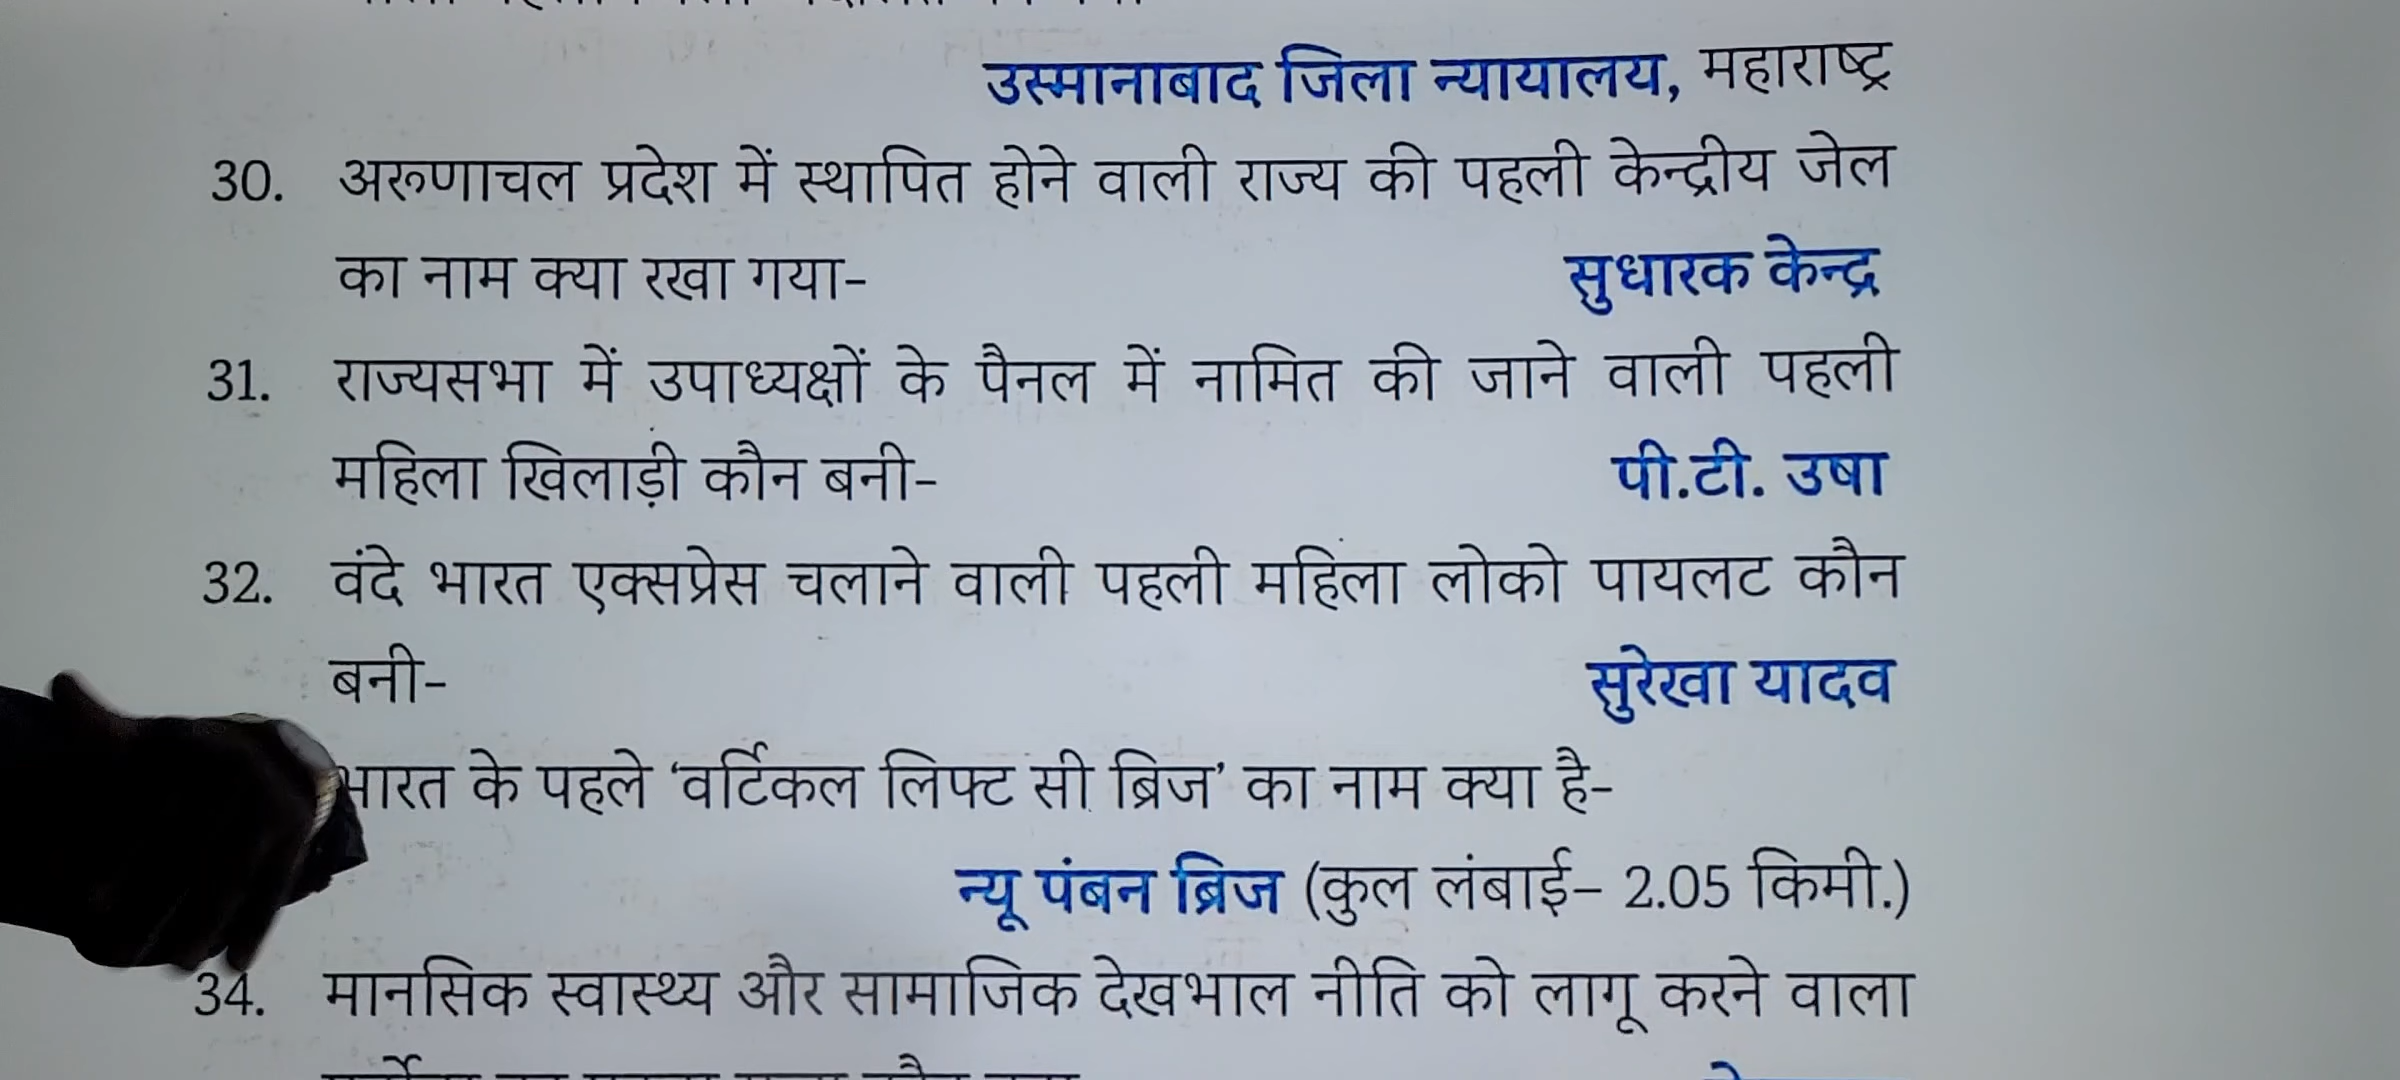 उस्मानाबाद जिला न्यायालय, महाराष्ट्र
30. अरूणाचल प्रदेश में स्थापित होने वाली राज्य की पहली केन्द्रीय जेल
का नाम क्या रखा गया- सुधारक केन्द्र
31. राज्यसभा में उपाध्यक्षों के पैनल में नामित की जाने वाली पहली
महिला खिलाड़ी कौन बनी- पी.टी. उषा
32. वंदे भारत एक्सप्रेस चलाने वाली पहली महिला लोको पायलट कौन
बनी- सुरेखा यादव
भारत के पहले ‘वर्टिकल लिफ्ट सी ब्रिज’ का नाम क्या है-
न्यू पंबन ब्रिज (कुल लंबाई- 2.05 किमी.)
34. मानसिक स्वास्थ्य और सामाजिक देखभाल नीति को लागू करने वाला